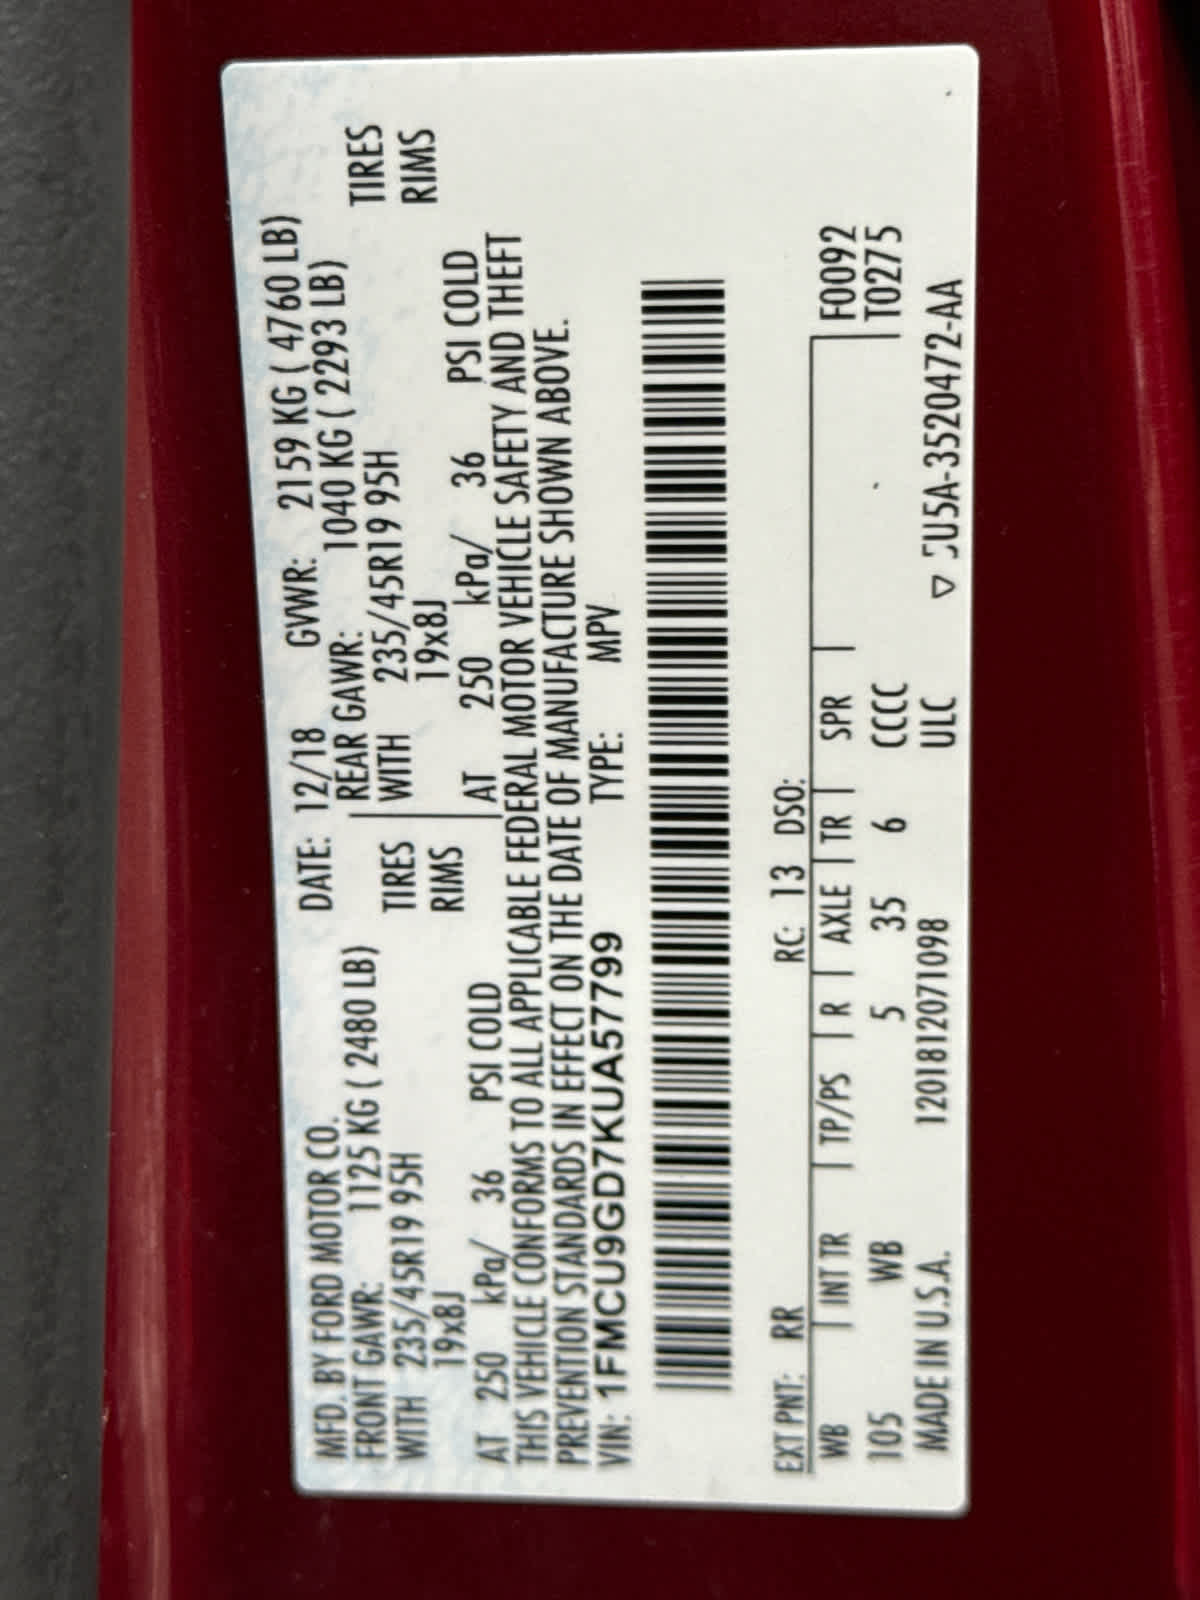 MFD. BY FORD MOTOR CO. DATE: 12/18 GVWR: 2159 KG ( 4760 LB)
FRONT GAWR: 1125 KG ( 2480 LB) REAR GAWR: 1040 KG ( 2293 LB)
WITH 235/45R19 95H TIRES WITH 235/45R19 95H TIRES
19x8J RIMS 19x8J RIMS
AT 250 kPa/ 36 PSI COLD AT 250 kPa/ 36 PSI COLD
THIS VEHICLE CONFORMS TO ALL APPLICABLE FEDERAL MOTOR VEHICLE SAFETY AND THEFT
PREVENTION STANDARDS IN EFFECT ON THE DATE OF MANUFACTURE SHOWN ABOVE.
VIN: 1FMCU9GD7KUA57799 TYPE: MPV
EXT PNT: RR RC: 13 DSO:
WB INT TR TP/PS R AXLE TR SPR F0092
105 WB 5 35 6 CCCC T0275
MADE IN U.S.A. 1201812071098 ULC ▽ 5U5A-3520472-AA